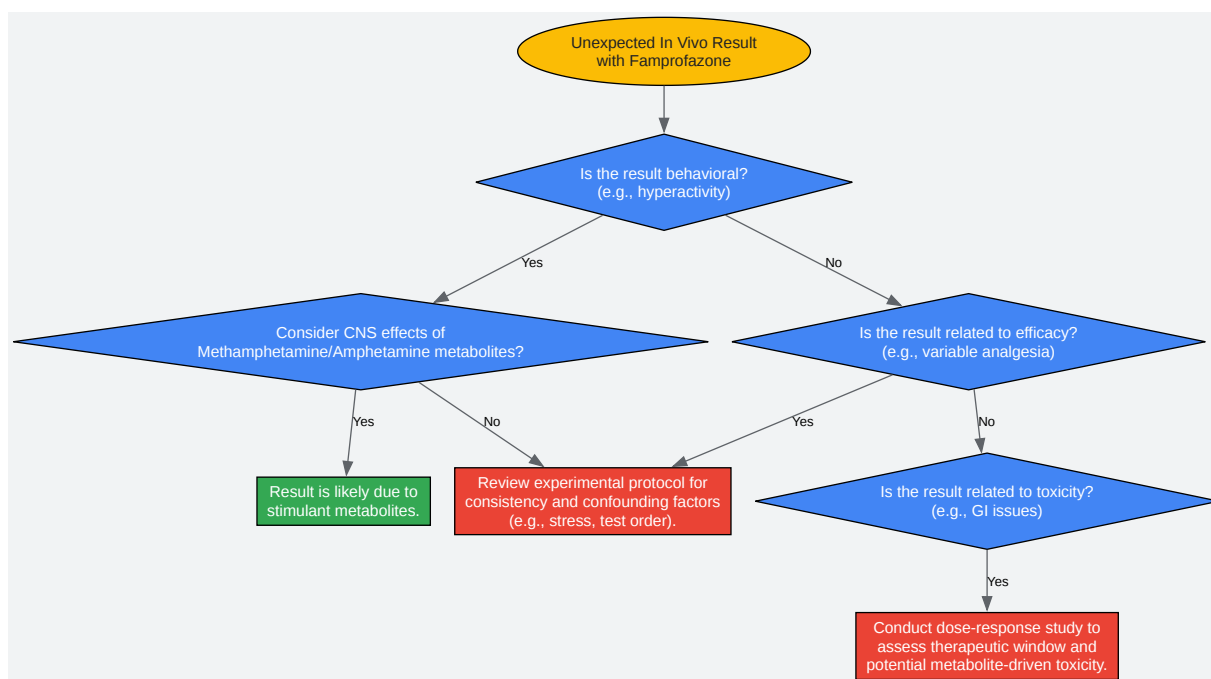 Unexpected In Vivo Result
with Famprofazone
Is the result behavioral?
(e.g., hyperactivity)
Yes
No
Consider CNS effects of
Methamphetamine/Amphetamine metabolites?
Is the result related to efficacy?
(e.g., variable analgesia)
Yes
No
Yes
No
Result is likely due to
stimulant metabolites.
Review experimental protocol for
consistency and confounding factors
(e.g., stress, test order).
Is the result related to toxicity?
(e.g., GI issues)
Yes
Conduct dose-response study to
assess therapeutic window and
potential metabolite-driven toxicity.